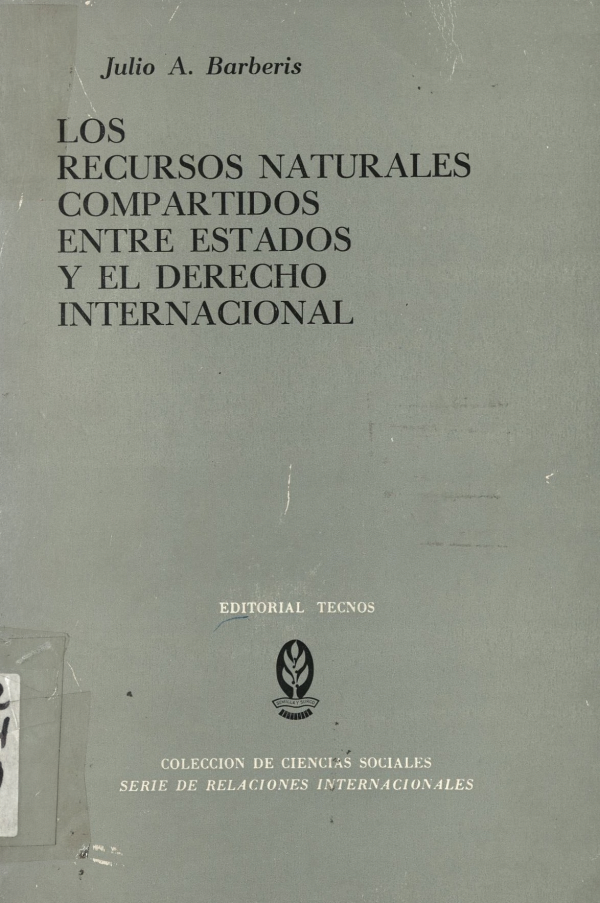 Julio A. Barberis
LOS
RECURSOS NATURALES
COMPARTIDOS
ENTRE ESTADOS
Y EL DERECHO
INTERNACIONAL
EDITORIAL TECNOS
COLECCION DE CIENCIAS SOCIALES
SERIE DE RELACIONES INTERNACIONALES